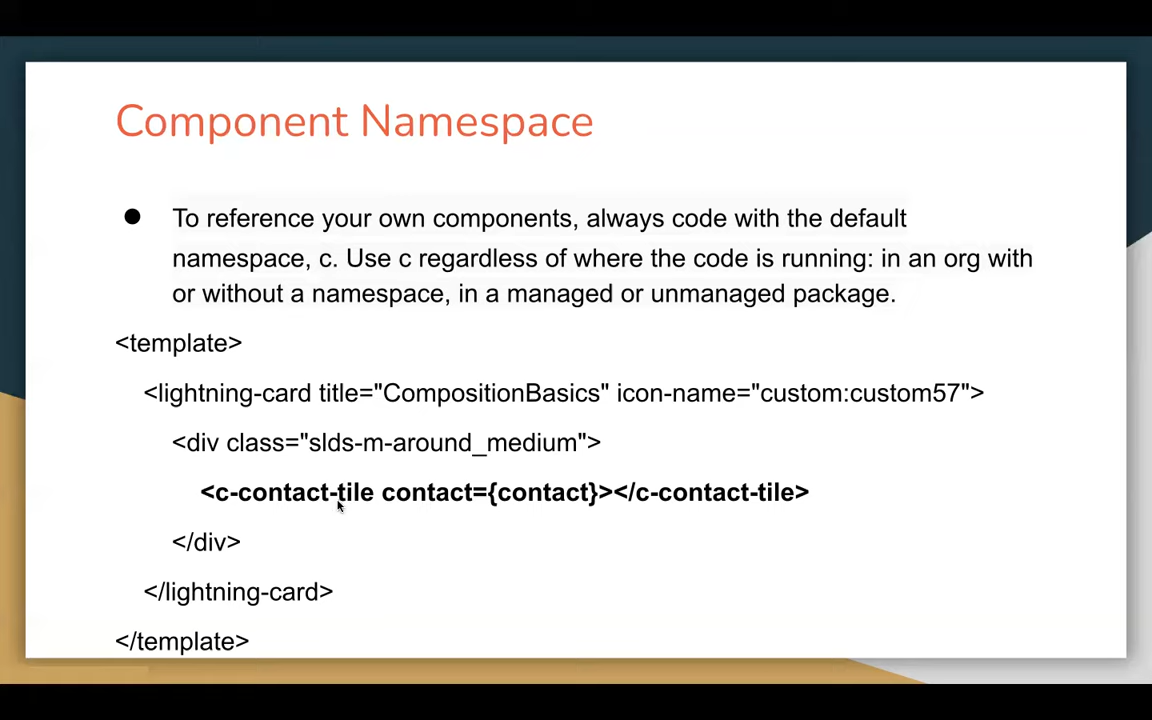 Component Namespace
● To reference your own components, always code with the default
namespace, c. Use c regardless of where the code is running: in an org with
or without a namespace, in a managed or unmanaged package.
<template>
<lightning-card title="CompositionBasics" icon-name="custom:custom57">
<div class="slds-m-around_medium">
<c-contact-tile contact={contact}></c-contact-tile>
</div>
</lightning-card>
</template>